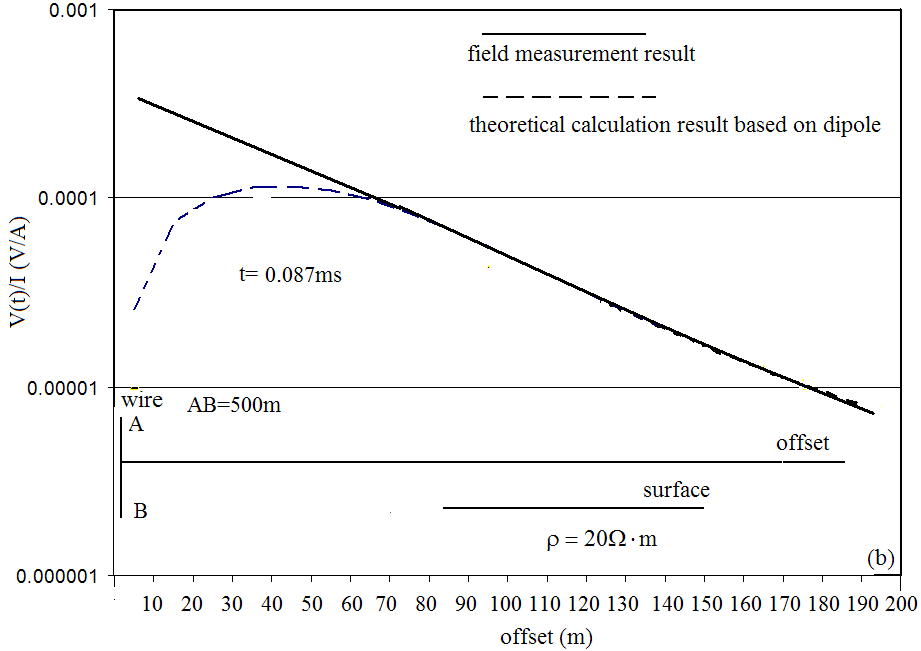 0.001
field measurement result
theoretical calculation result based on dipole
0.0001
V(t)/I (V/A)
t= 0.087ms
0.00001
wire AB=500m
A
offset
B
surface
ρ = 20Ω·m
(b)
0.000001
10 20 30 40 50 60 70 80 90 100 110 120 130 140 150 160 170 180 190 200
offset (m)